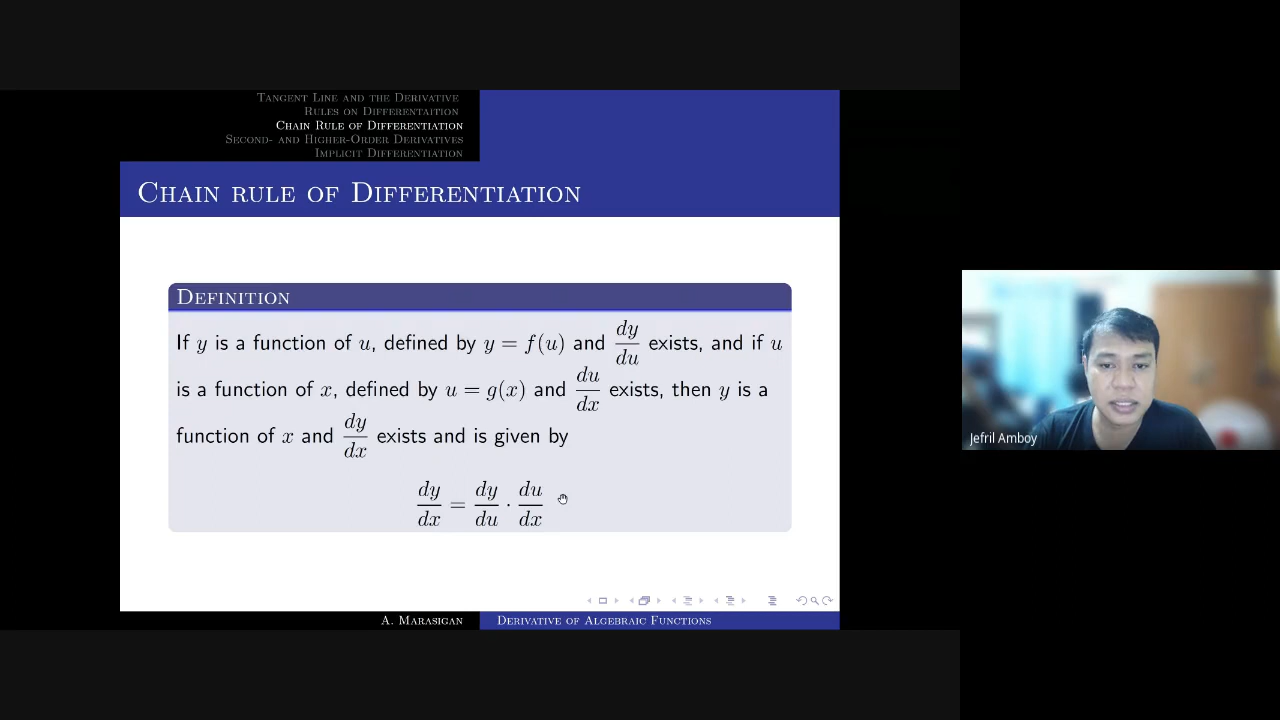 Tangent Line and the Derivative
Rules on Differentaition
Chain Rule of Differentiation
Second- and Higher-Order Derivatives
Implicit Differentiation
Chain rule of Differentiation
Definition
If y is a function of u, defined by y = f(u) and dy/du exists, and if u
is a function of x, defined by u = g(x) and du/dx exists, then y is a
function of x and dy/dx exists and is given by
dy/dx = dy/du · du/dx
Jefril Amboy
A. Marasigan
Derivative of Algebraic Functions